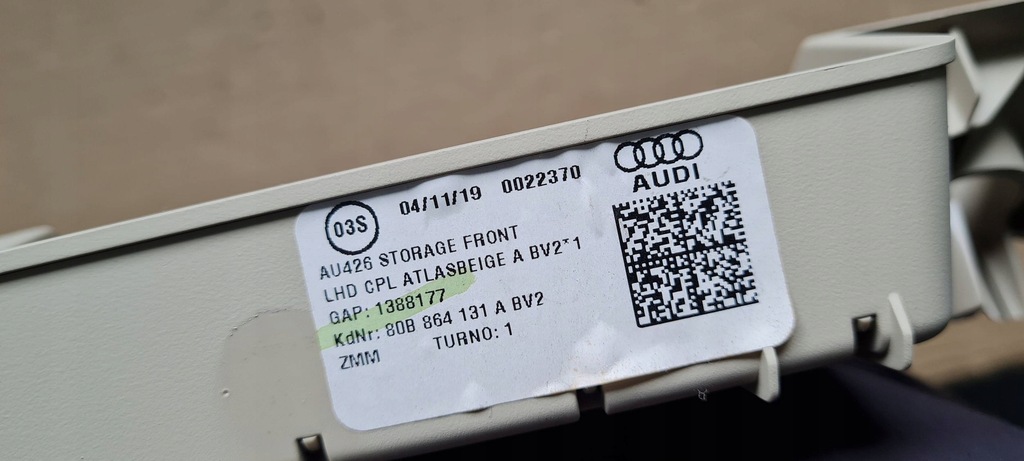 03S 04/11/19 0022370
AUDI
AU426 STORAGE FRONT
LHD CPL ATLASBEIGE A BV2*1
GAP: 1388177
KdNr: 80B 864 131 A BV2
ZMM TURNO: 1